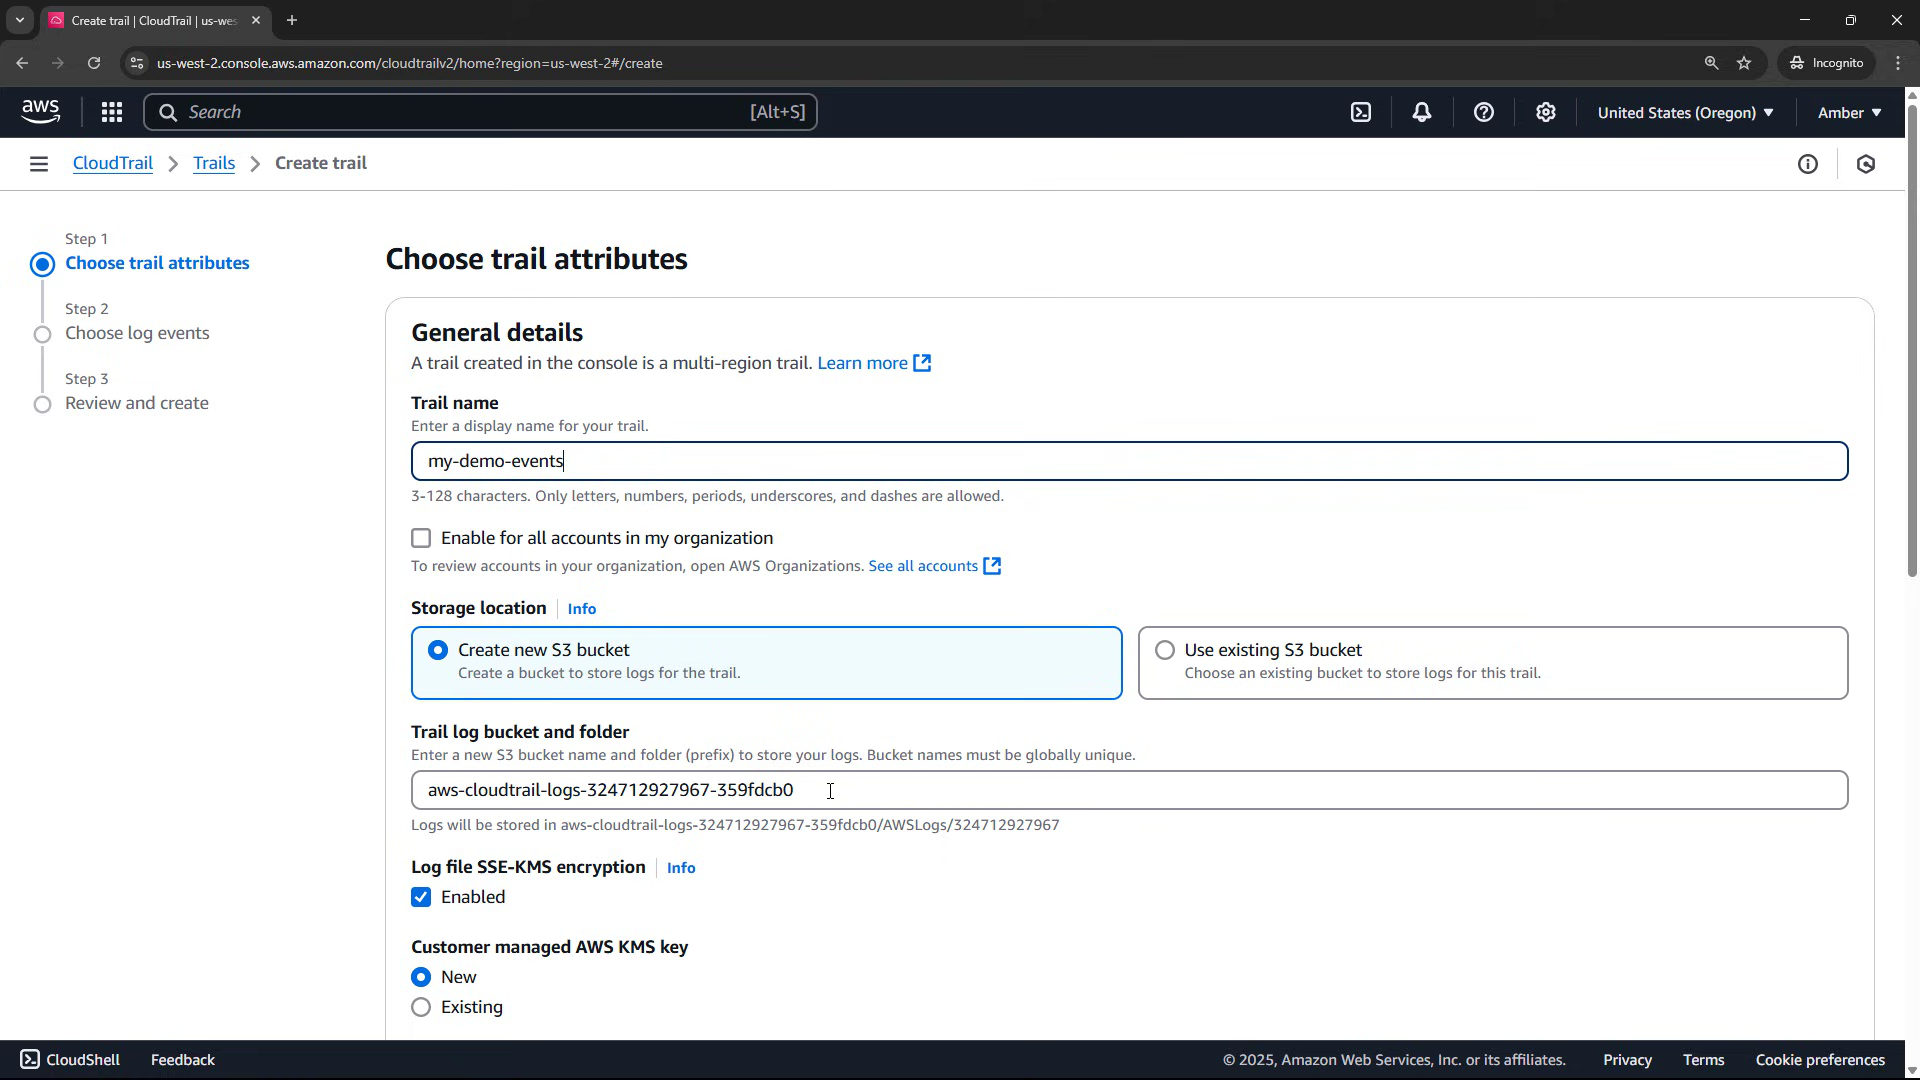 Create trail | CloudTrail | us-wes
us-west-2.console.aws.amazon.com/cloudtrailv2/home?region=us-west-2#/create
Incognito
aws
Search
[Alt+S]
United States (Oregon)
Amber
CloudTrail
Trails
Create trail
Step 1
Choose trail attributes
Step 2
Choose log events
Step 3
Review and create
Choose trail attributes
General details
A trail created in the console is a multi-region trail. Learn more
Trail name
Enter a display name for your trail.
my-demo-events
3-128 characters. Only letters, numbers, periods, underscores, and dashes are allowed.
Enable for all accounts in my organization
To review accounts in your organization, open AWS Organizations. See all accounts
Storage location Info
Create new S3 bucket
Create a bucket to store logs for the trail.
Use existing S3 bucket
Choose an existing bucket to store logs for this trail.
Trail log bucket and folder
Enter a new S3 bucket name and folder (prefix) to store your logs. Bucket names must be globally unique.
aws-cloudtrail-logs-324712927967-359fdcb0
Logs will be stored in aws-cloudtrail-logs-324712927967-359fdcb0/AWSLogs/324712927967
Log file SSE-KMS encryption Info
Enabled
Customer managed AWS KMS key
New
Existing
CloudShell
Feedback
© 2025, Amazon Web Services, Inc. or its affiliates.
Privacy
Terms
Cookie preferences